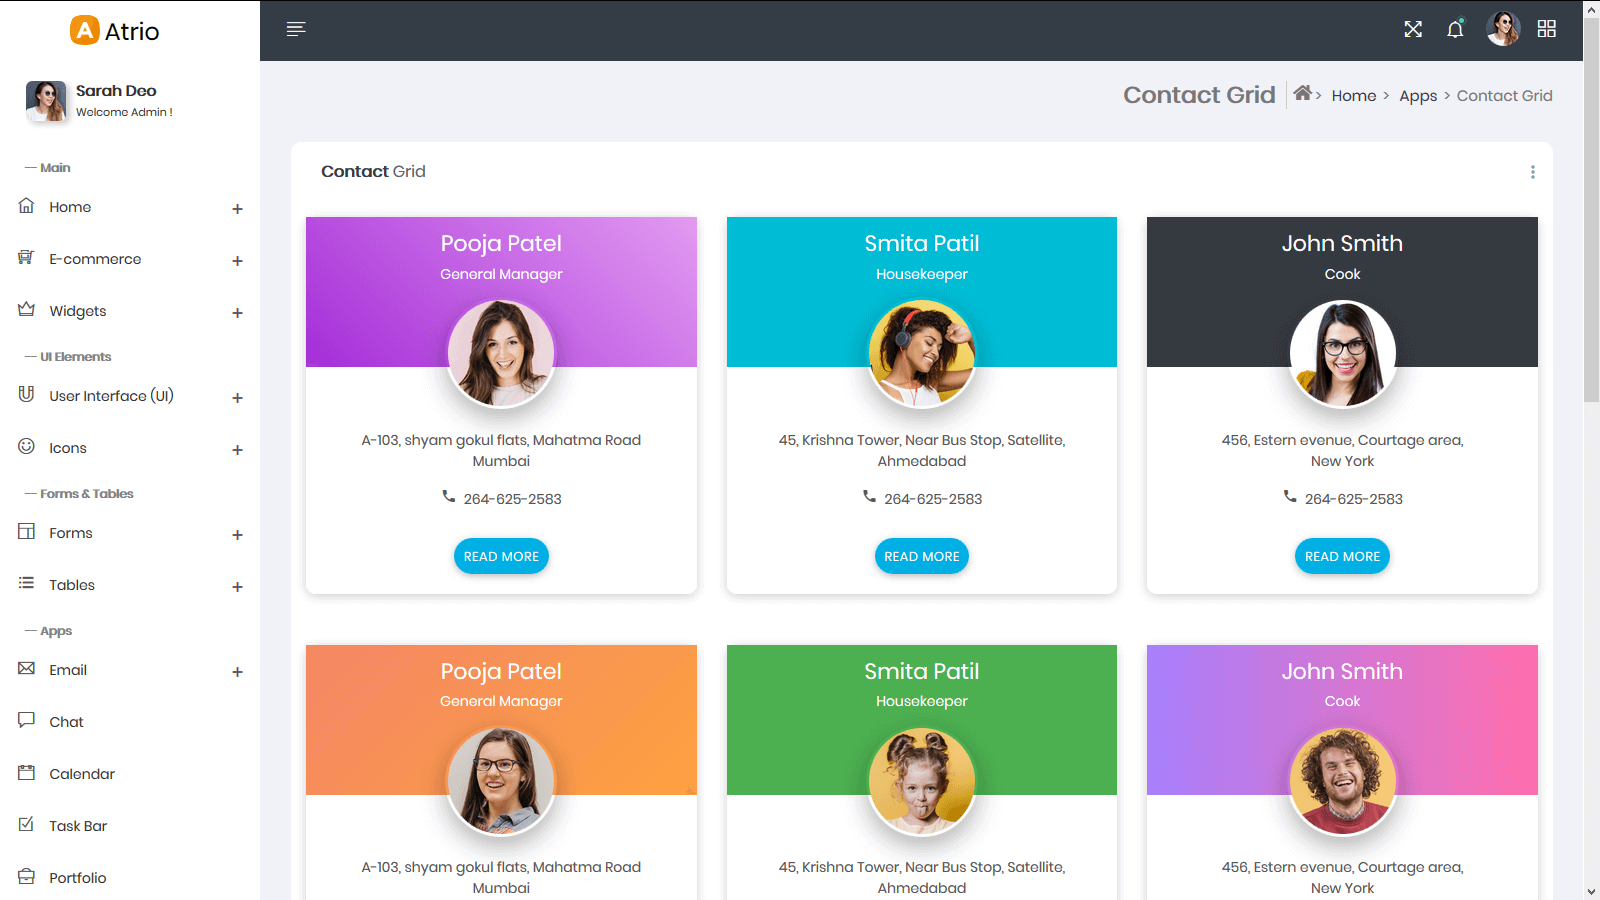 A Atrio
Sarah Deo
Welcome Admin !
— Main
Home +
E-commerce +
Widgets +
— UI Elements
User Interface (UI) +
Icons +
— Forms & Tables
Forms +
Tables +
— Apps
Email +
Chat
Calendar
Task Bar
Portfolio
Contact Grid > Home > Apps > Contact Grid
Contact Grid
Pooja Patel
General Manager
A-103, shyam gokul flats, Mahatma Road
Mumbai
264-625-2583
READ MORE
Smita Patil
Housekeeper
45, Krishna Tower, Near Bus Stop, Satellite,
Ahmedabad
264-625-2583
READ MORE
John Smith
Cook
456, Estern evenue, Courtage area,
New York
264-625-2583
READ MORE
Pooja Patel
General Manager
A-103, shyam gokul flats, Mahatma Road
Mumbai
Smita Patil
Housekeeper
45, Krishna Tower, Near Bus Stop, Satellite,
Ahmedabad
John Smith
Cook
456, Estern evenue, Courtage area,
New York